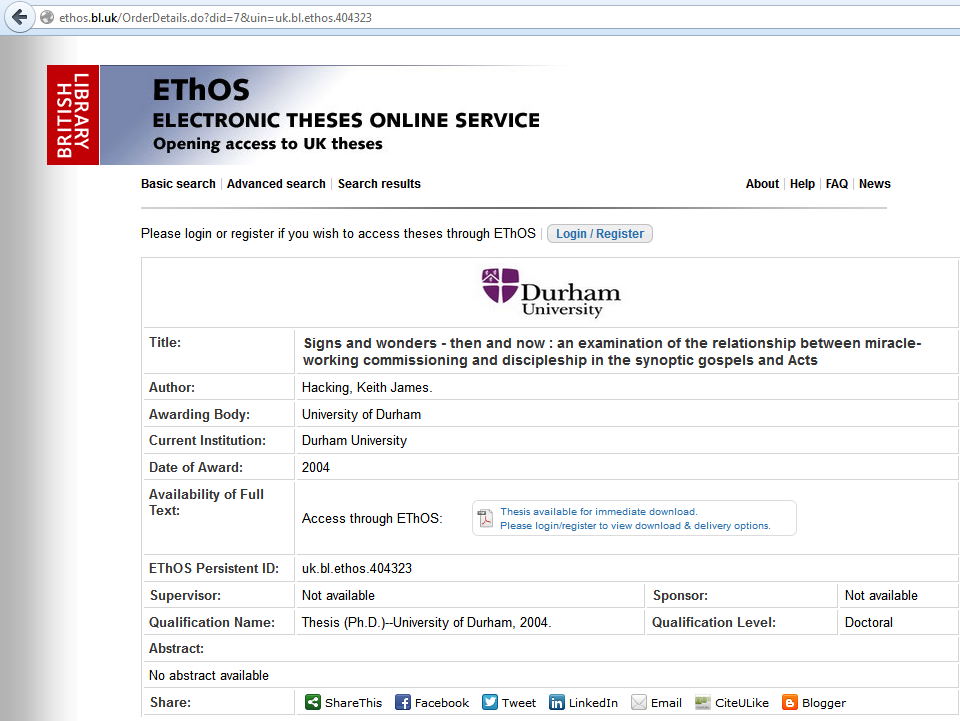 ethos.bl.uk/OrderDetails.do?did=7&uin=uk.bl.ethos.404323
BRITISH
LIBRARY
EThOS
ELECTRONIC THESES ONLINE SERVICE
Opening access to UK theses
Basic search | Advanced search | Search results
About | Help | FAQ | News
Please login or register if you wish to access theses through EThOS | Login / Register
Durham
University
Title: Signs and wonders - then and now : an examination of the relationship between miracle-
working commissioning and discipleship in the synoptic gospels and Acts
Author: Hacking, Keith James.
Awarding Body: University of Durham
Current Institution: Durham University
Date of Award: 2004
Availability of Full
Text:
Access through EThOS:
Thesis available for immediate download.
Please login/register to view download & delivery options.
EThOS Persistent ID: uk.bl.ethos.404323
Supervisor: Not available Sponsor: Not available
Qualification Name: Thesis (Ph.D.)--University of Durham, 2004. Qualification Level: Doctoral
Abstract:
No abstract available
Share: ShareThis Facebook Tweet LinkedIn Email CiteULike Blogger